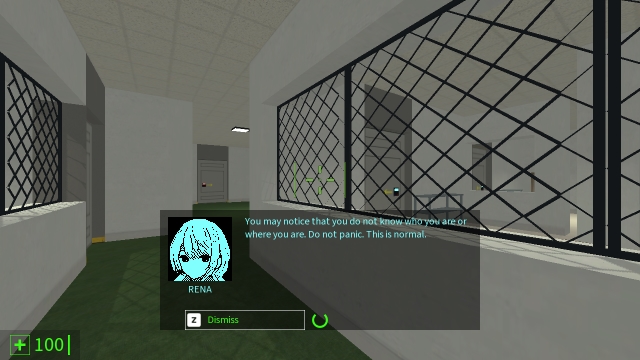 You may notice that you do not know who you are or
where you are. Do not panic. This is normal.
RENA
Z Dismiss
100